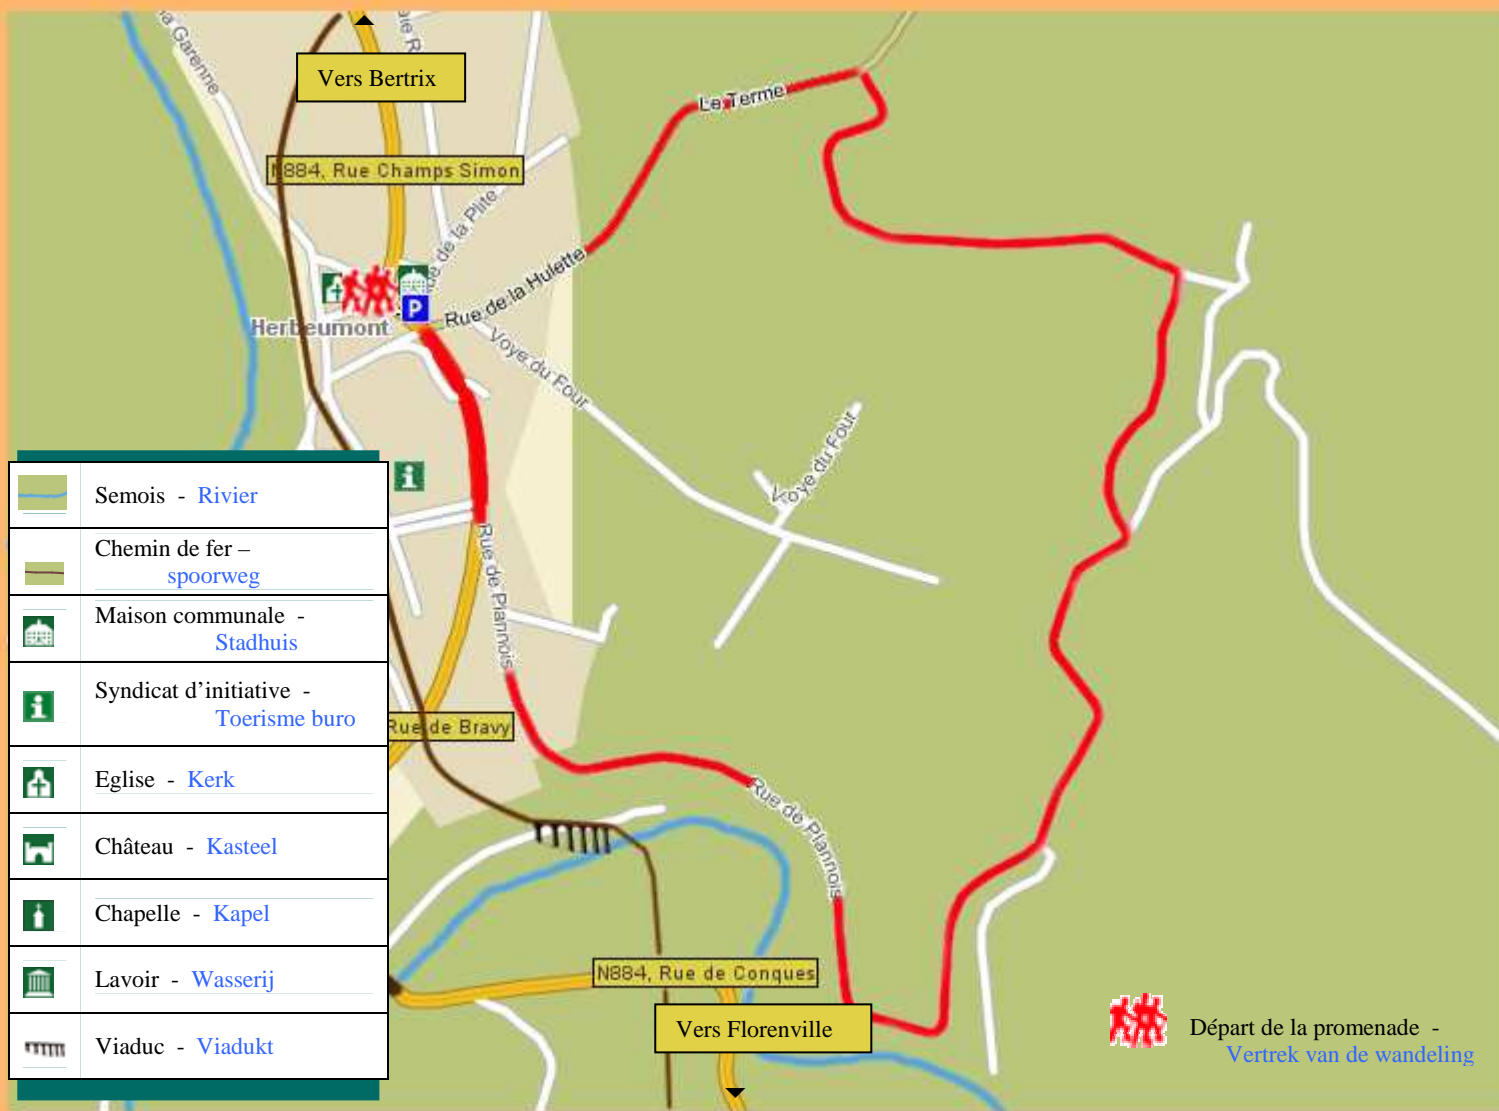 na Garenne
Vers Bertrix
N884, Rue Champs Simon
Le Terme
Rue de la Plite
Rue de la Hulette
P
Herbeumont
Voye du Four
Voye du Four
Rue de Plannois
Rue de Bravy
Rue de Plannois
N884, Rue de Conques
Vers Florenville
Semois - Rivier
Chemin de fer –
spoorweg
Maison communale -
Stadhuis
i
Syndicat d’initiative -
Toerisme buro
Eglise - Kerk
Château - Kasteel
Chapelle - Kapel
Lavoir - Wasserij
Viaduc - Viadukt
i
Départ de la promenade -
Vertrek van de wandeling